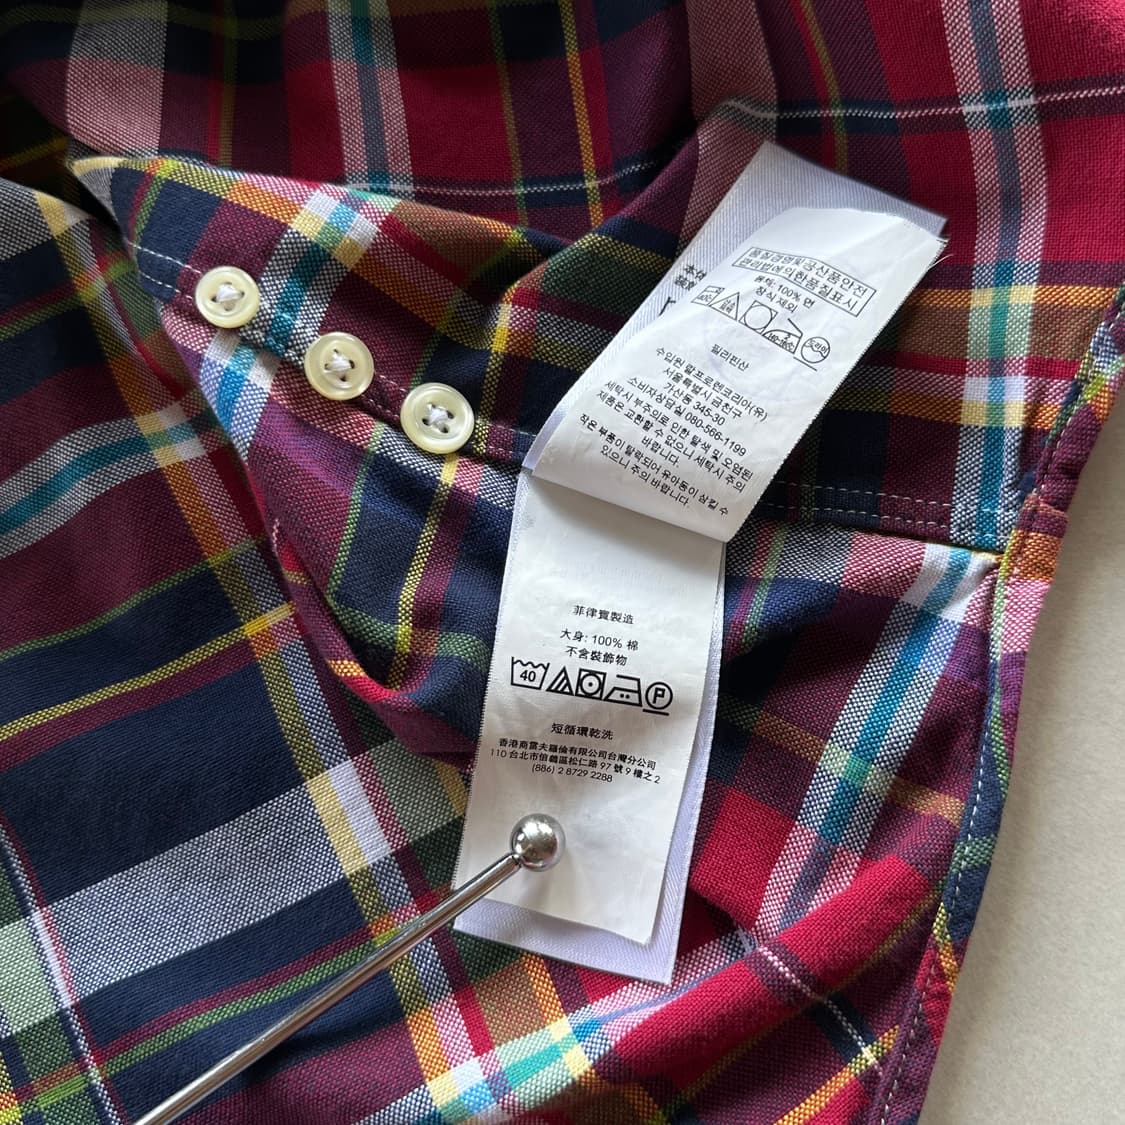 품질경영및공산품안전
관리법에의한품질표시
몸체: 100% 면
장식 제외
필리핀산
수입원 랄프로렌코리아(유)
서울특별시 금천구
가산동 345-30
소비자상담실 080-566-1199
세탁시 부주의로 인한 탈색 및 오염된
제품은 교환할 수 없으니 세탁시 주의
바랍니다.
작은 부품이 탈락되어 유아동이 삼킬 수
있으니 주의 바랍니다.
菲律賓製造
大身: 100% 棉
不含裝飾物
40
P
短循環乾洗
香港商富夫羅倫有限公司台灣分公司
110 台北市信義區松仁路 97 號 9 樓之 2
(886) 2 8729 2288